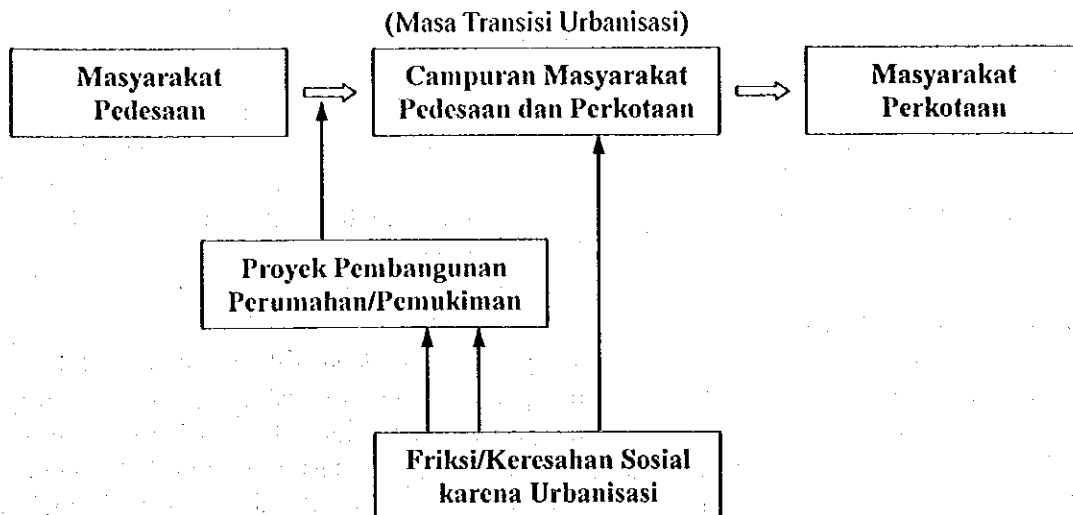 (Masa Transisi Urbanisasi)
Masyarakat
Pedesaan
Campuran Masyarakat
Pedesaan dan Perkotaan
Masyarakat
Perkotaan
Proyek Pembangunan
Perumahan/Pemukiman
Friksi/Keresahan Sosial
karena Urbanisasi